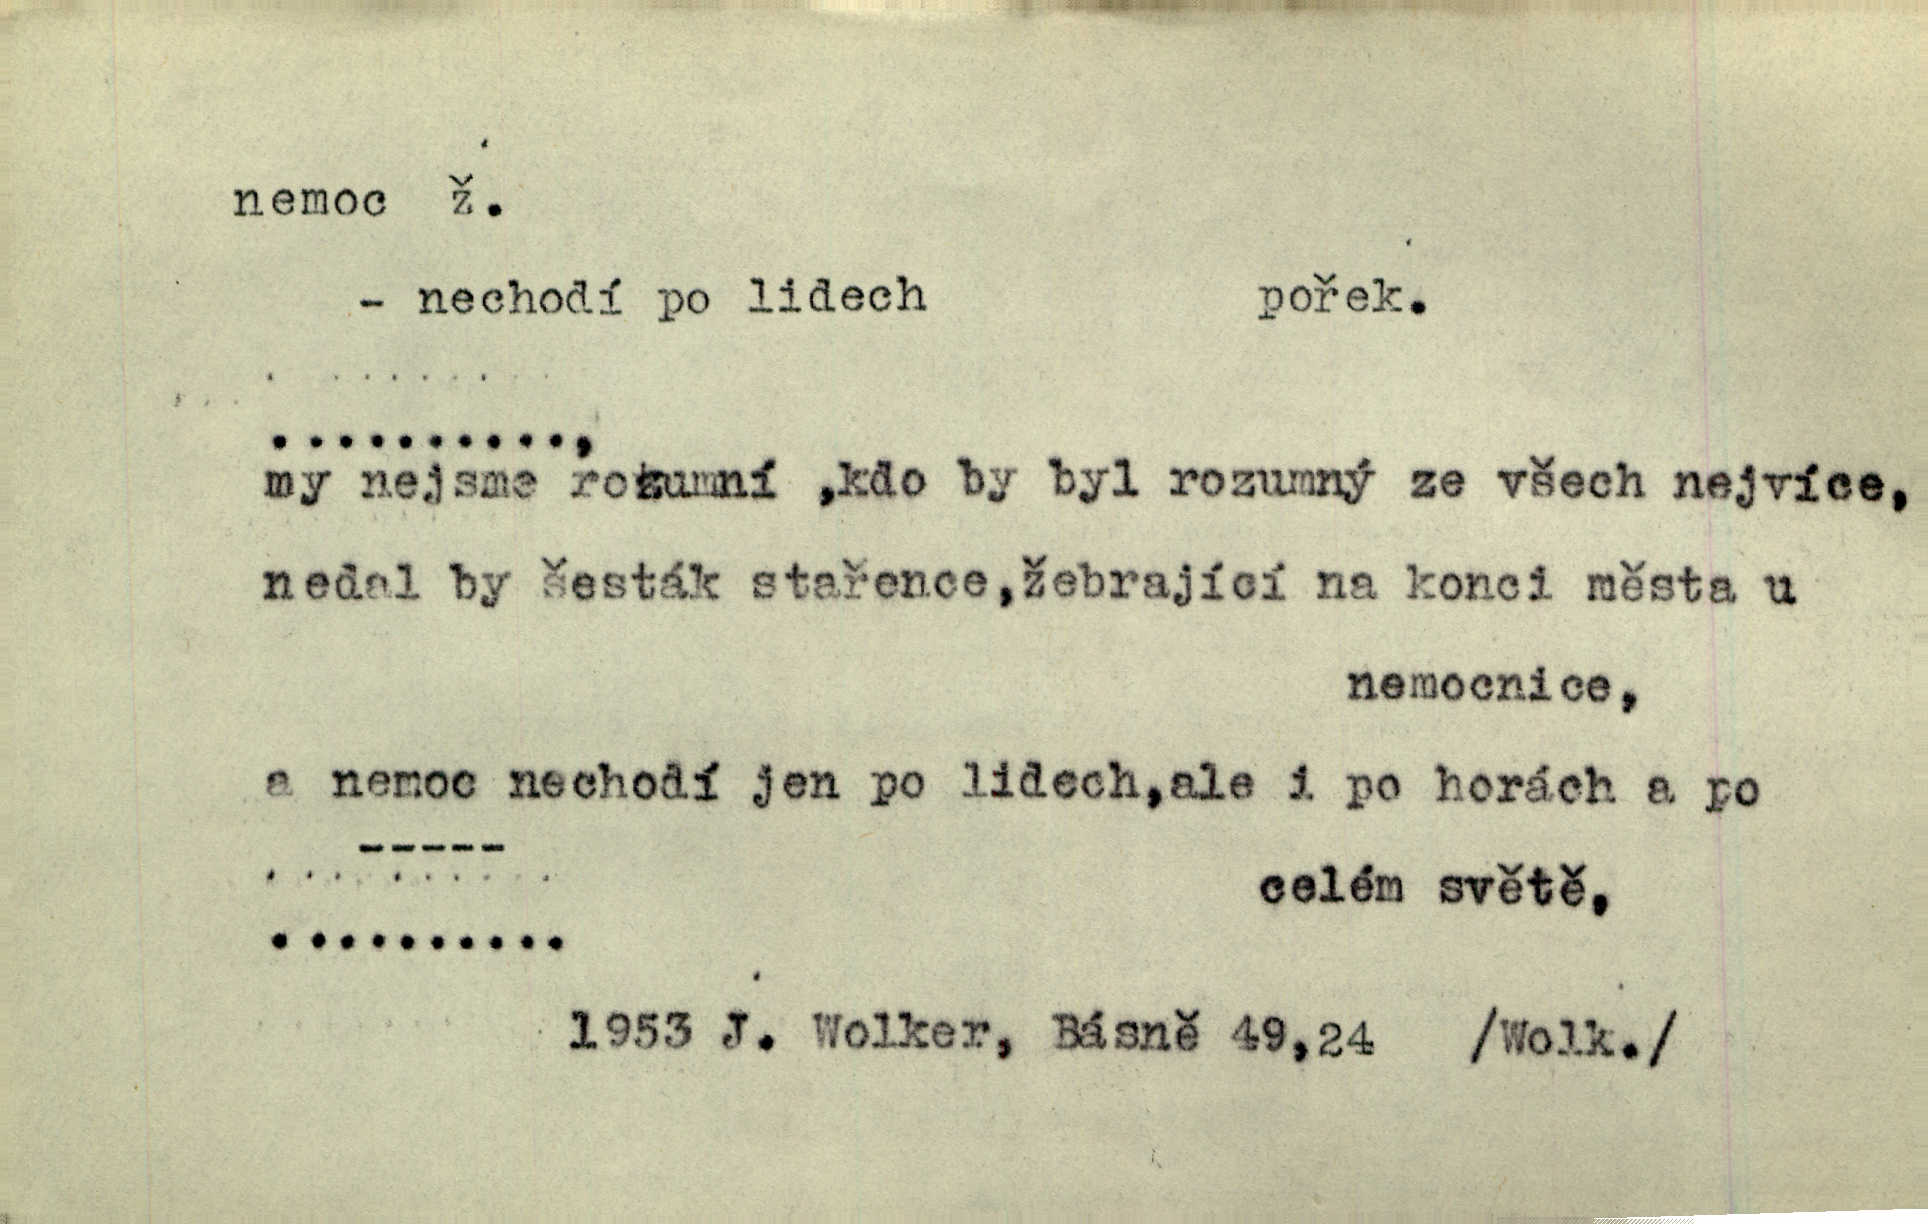 nemoc ž.
- nechodí po lidech pořek.
..........,
my nejsme rozumní ,kdo by byl rozumný ze všech nejvíce,
nedal by šesták stařence,žebrající na konci města u
nemocnice,
a nemoc nechodí jen po lidech,ale i po horách a po
-----
celém světě,
..........
1953 J. Wolker, Básně 49,24 /Wolk./